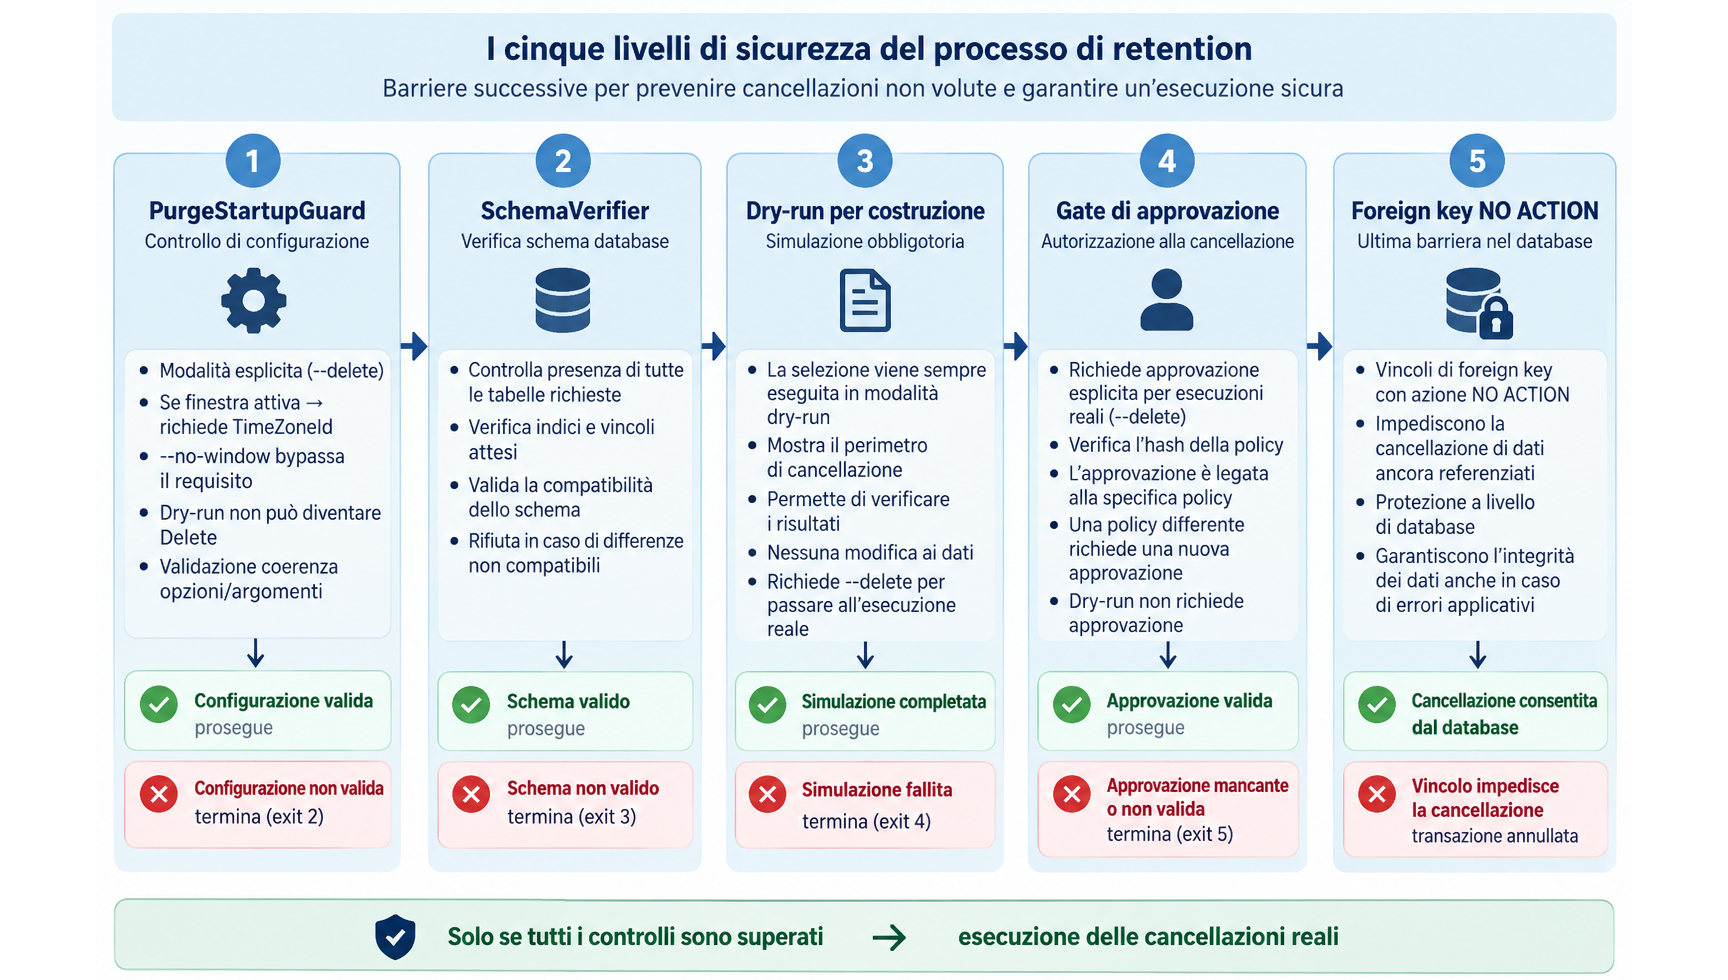 I cinque livelli di sicurezza del processo di retention
Barriere successive per prevenire cancellazioni non volute e garantire un'esecuzione sicura
1
PurgeStartupGuard
Controllo di configurazione
• Modalità esplicita (--delete)
• Se finestra attiva →
richiede TimeZoneId
• --no-window bypassa
il requisito
• Dry-run non può diventare
Delete
• Validazione coerenza
opzioni/argomenti
Configurazione valida
prosegue
Configurazione non valida
termina (exit 2)
2
SchemaVerifier
Verifica schema database
• Controlla presenza di tutte
le tabelle richieste
• Verifica indici e vincoli
attesi
• Valida la compatibilità
dello schema
• Rifiuta in caso di differenze
non compatibili
Schema valido
prosegue
Schema non valido
termina (exit 3)
3
Dry-run per costruzione
Simulazione obbligotoria
• La selezione viene sempre
eseguita in modalità
dry-run
• Mostra il perimetro
di cancellazione
• Permette di verificare
i risultati
• Nessuna modifica ai dati
• Richiede --delete per
passare all'esecuzione
reale
Simulazione completata
prosegue
Simulazione fallita
termina (exit 4)
4
Gate di approvazione
Autorizzazione alla cancellazione
• Richiede approvazione
esplicita per esecuzioni
reali (--delete)
• Verifica l'hash della policy
• L'approvazione è legata
alla specifica policy
• Una policy differente
richiede una nuova
approvazione
• Dry-run non richiede
approvazione
Approvazione valida
prosegue
Approvazione mancante
o non valida
termina (exit 5)
5
Foreign key NO ACTION
Ultima barriera nel database
• Vincoli di foreign key
con azione NO ACTION
• Impediscono la
cancellazione di dati
ancora referenziati
• Protezione a livello
di database
• Garantiscono l'integrità
dei dati anche in caso
di errori applicativi
Cancellazione consentita
dal database
Vincolo impedisce
la cancellazione
transazione annullata
Solo se tutti i controlli sono superati → esecuzione delle cancellazioni reali